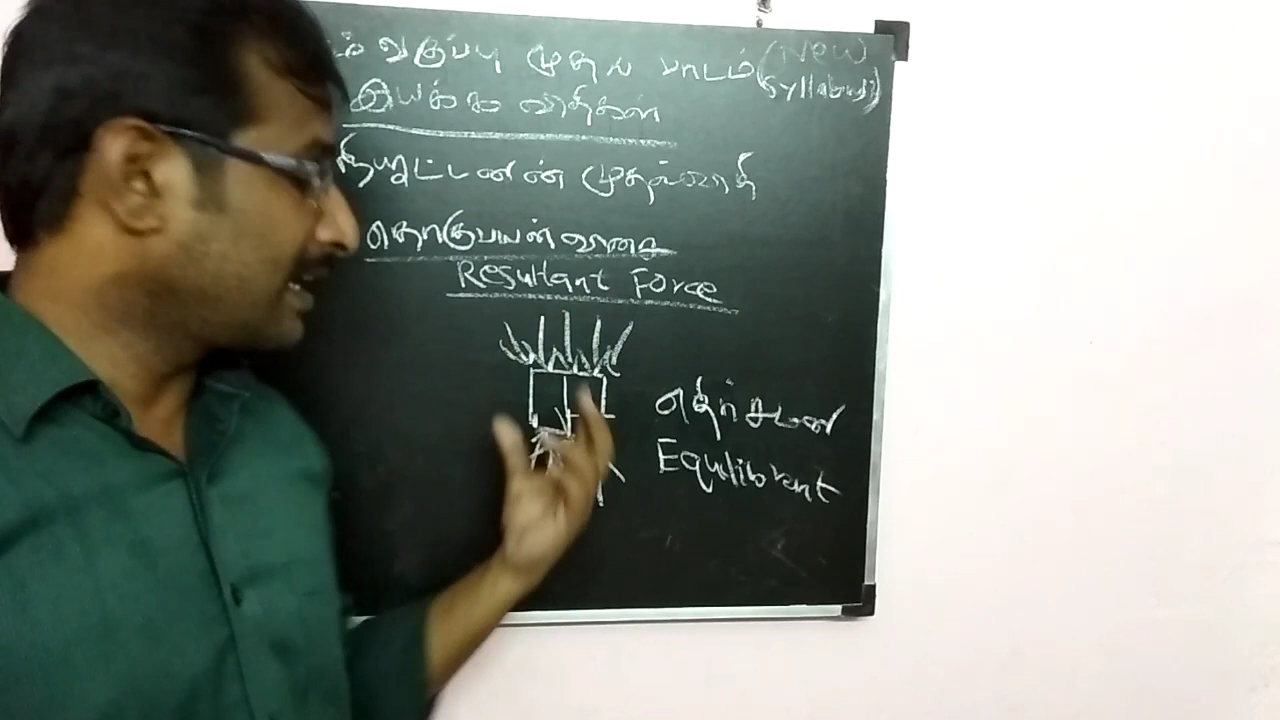 ம் வகுப்பு முதல் பாடம் (New Syllabus)
இயக்க விதிகள்
நியூட்டனின் முதல்விதி
தொகுபயன் விசை
Resultant Force
எதிர்சமனி
Equilibrant